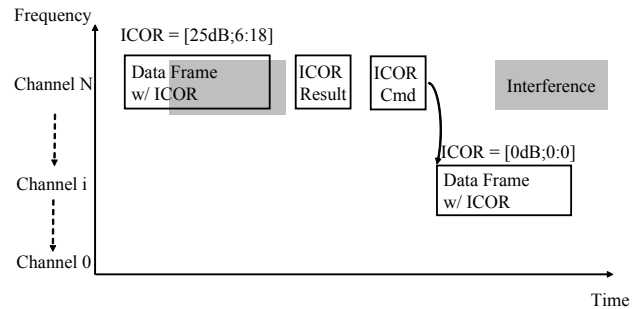 Frequency
ICOR = [25dB;6:18]
Channel N
Data Frame
w/ ICOR
ICOR
Result
ICOR
Cmd
Interference
ICOR = [0dB;0:0]
Channel i
Data Frame
w/ ICOR
Channel 0
Time